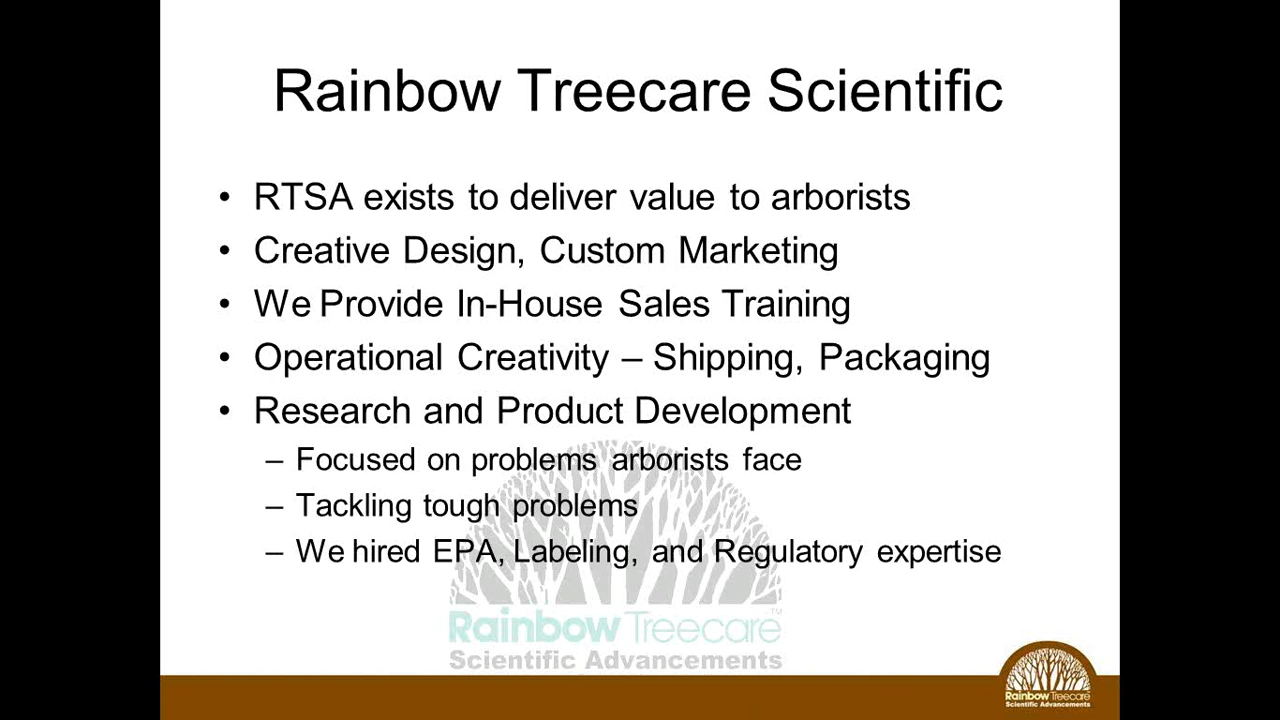 Rainbow Treecare Scientific
• RTSA exists to deliver value to arborists
• Creative Design, Custom Marketing
• We Provide In-House Sales Training
• Operational Creativity – Shipping, Packaging
• Research and Product Development
– Focused on problems arborists face
– Tackling tough problems
– We hired EPA, Labeling, and Regulatory expertise
Rainbow Treecare™
Scientific Advancements
Rainbow Treecare
Scientific Advancements